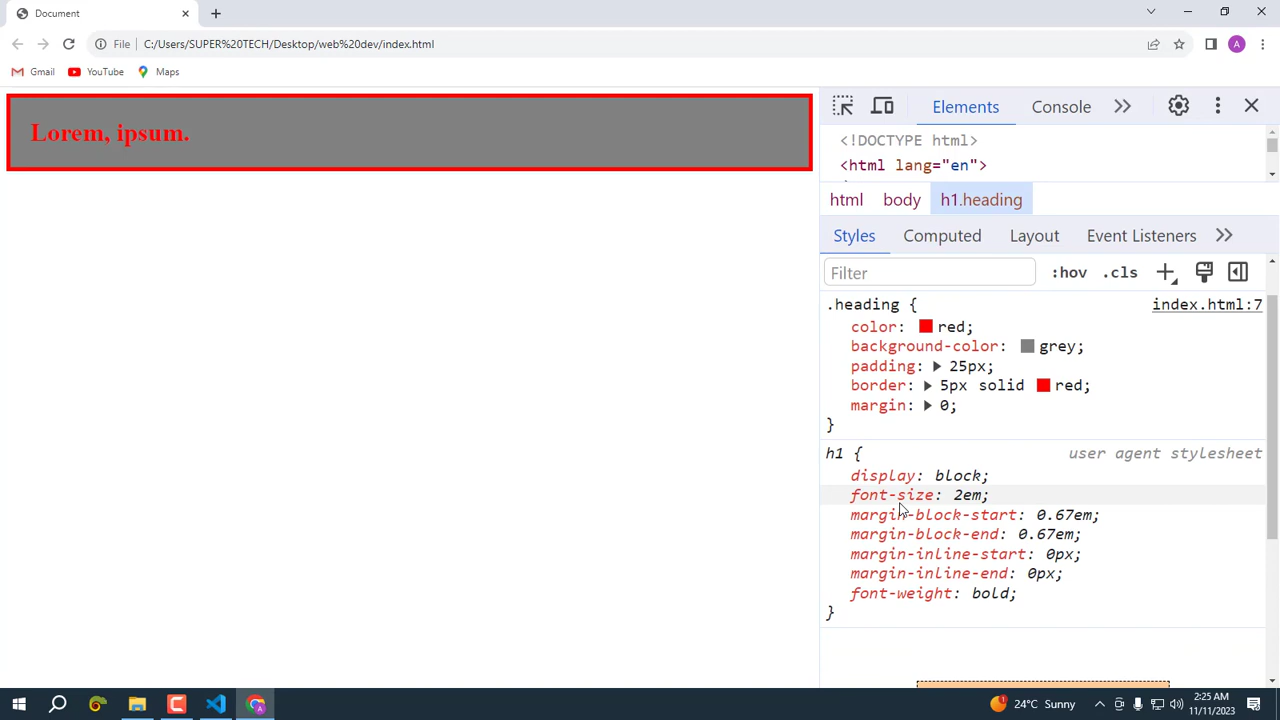 Document
File C:/Users/SUPER%20TECH/Desktop/web%20dev/index.html
A
Gmail YouTube Maps
Lorem, ipsum.
Elements Console
<!DOCTYPE html>
<html lang="en">
html body h1.heading
Styles Computed Layout Event Listeners
Filter :hov .cls
.heading { index.html:7
color: red;
background-color: grey;
padding: 25px;
border: 5px solid red;
margin: 0;
}
h1 { user agent stylesheet
display: block;
font-size: 2em;
margin-block-start: 0.67em;
margin-block-end: 0.67em;
margin-inline-start: 0px;
margin-inline-end: 0px;
font-weight: bold;
}
24°C Sunny
2:25 AM
11/11/2023